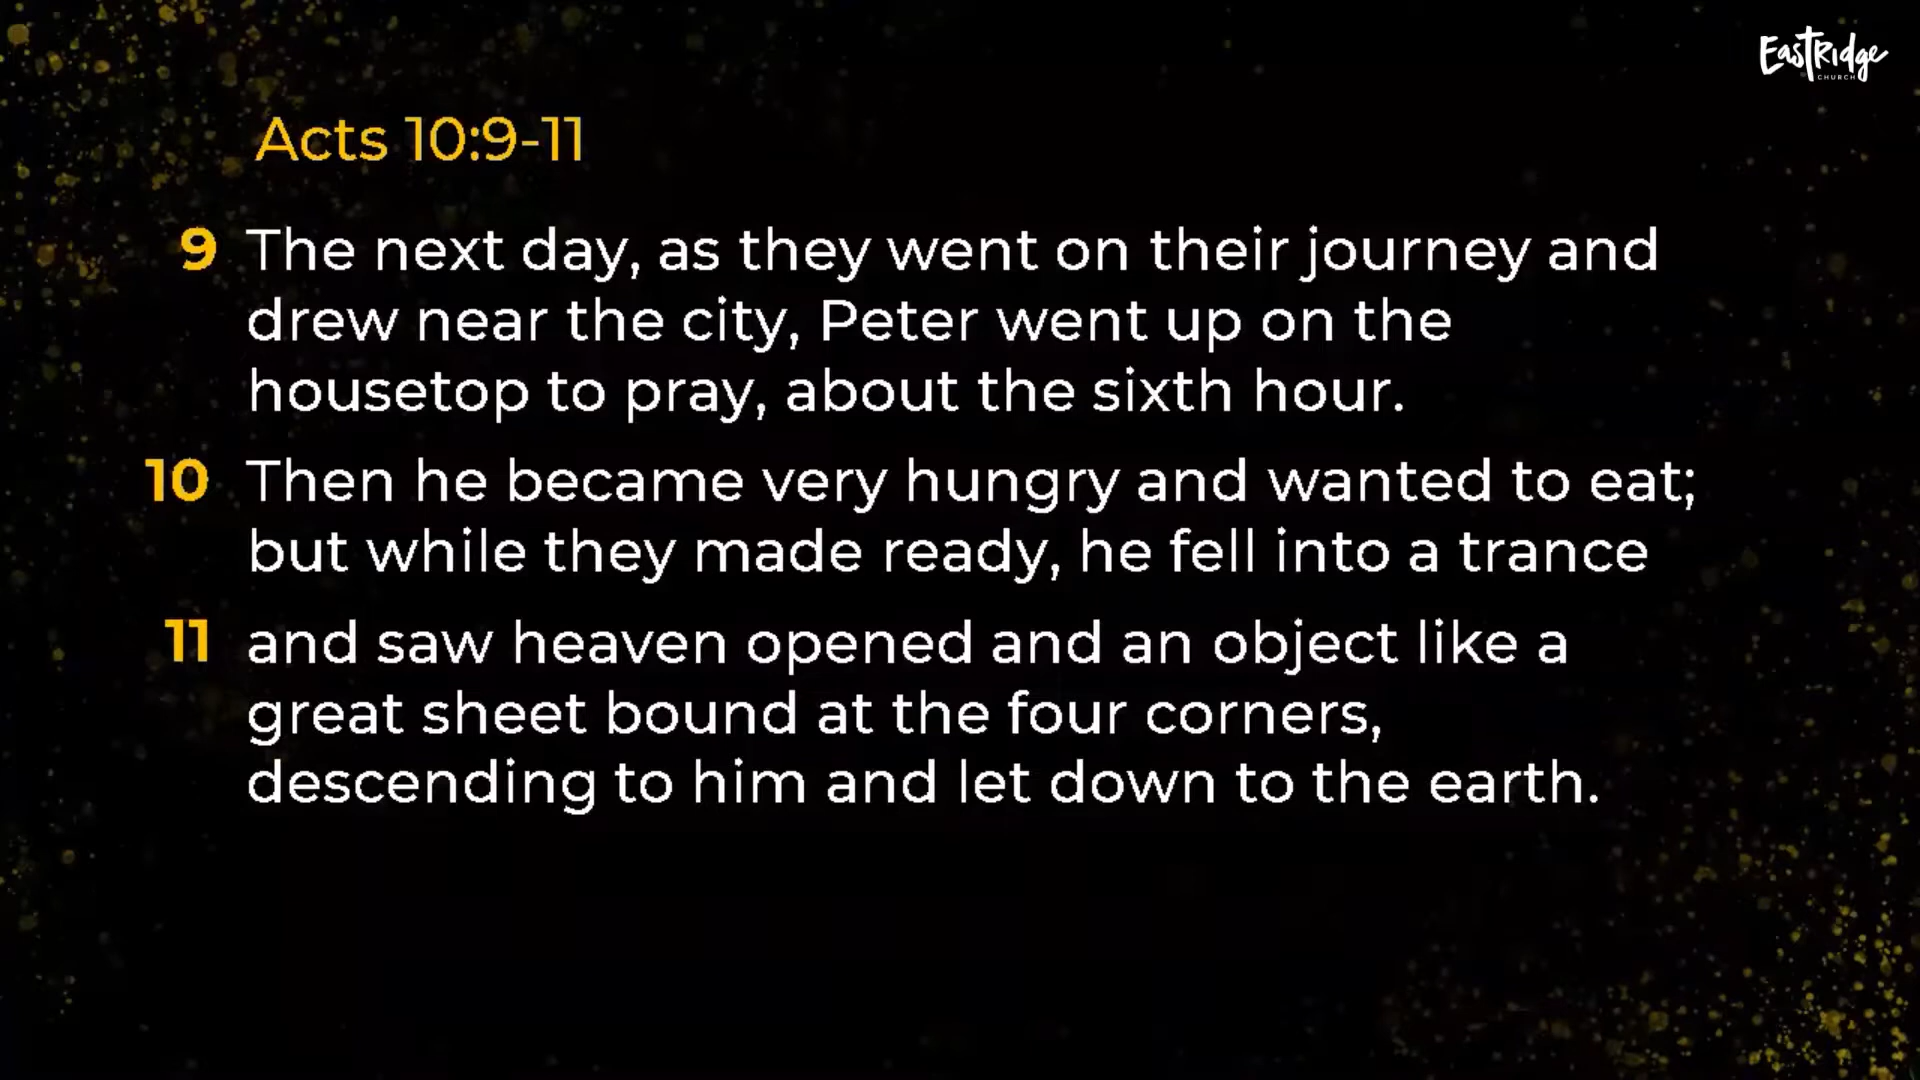 EastRidge
CHURCH
Acts 10:9-11
9 The next day, as they went on their journey and
drew near the city, Peter went up on the
housetop to pray, about the sixth hour.
10 Then he became very hungry and wanted to eat;
but while they made ready, he fell into a trance
11 and saw heaven opened and an object like a
great sheet bound at the four corners,
descending to him and let down to the earth.